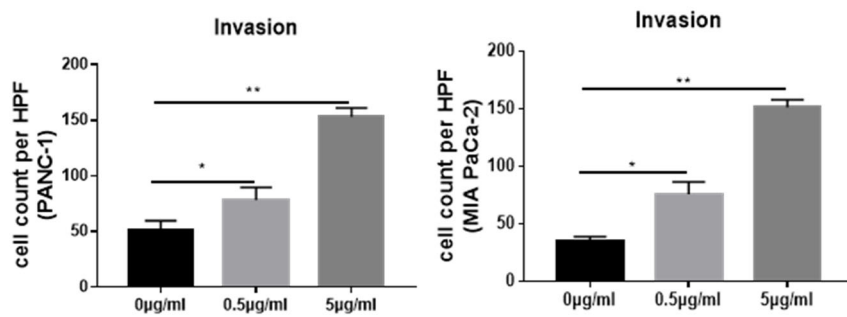 Invasion
cell count per HPF
(PANC-1)
200
150
100
50
0
**
*
0µg/ml 0.5µg/ml 5µg/ml
Invasion
cell count per HPF
(MIA PaCa-2)
200
150
100
50
0
**
*
0µg/ml 0.5µg/ml 5µg/ml